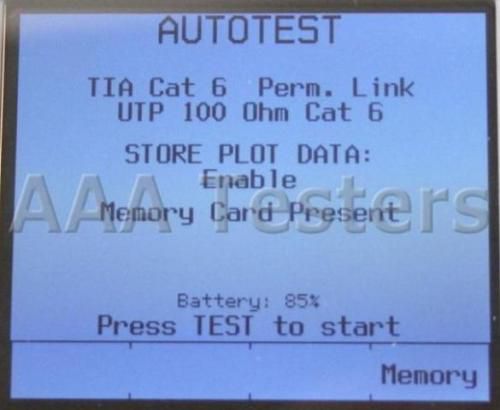 AUTOTEST
TIA Cat 6 Perm. Link
UTP 100 Ohm Cat 6
STORE PLOT DATA:
Enable
AAA Testers
Memory Card Present
Battery: 85%
Press TEST to start
Memory